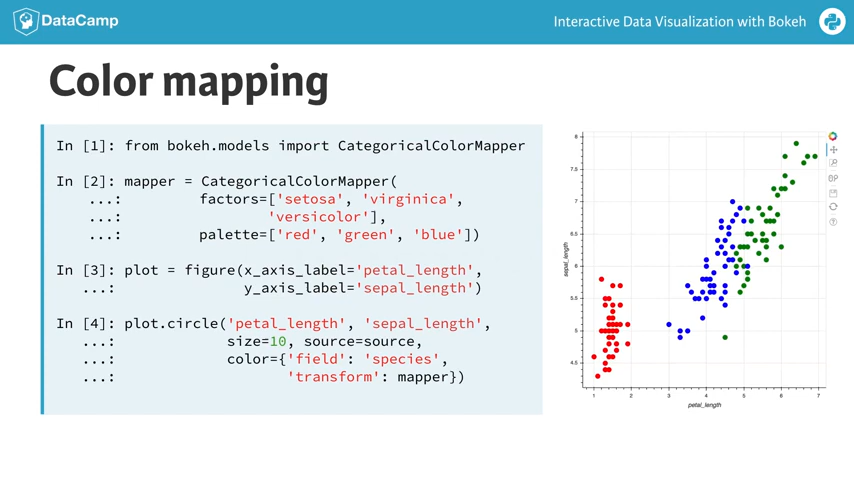 DataCamp
Interactive Data Visualization with Bokeh
Color mapping
In [1]: from bokeh.models import CategoricalColorMapper
In [2]: mapper = CategoricalColorMapper(
...: factors=['setosa', 'virginica',
...: 'versicolor'],
...: palette=['red', 'green', 'blue'])
In [3]: plot = figure(x_axis_label='petal_length',
...: y_axis_label='sepal_length')
In [4]: plot.circle('petal_length', 'sepal_length',
...: size=10, source=source,
...: color={'field': 'species',
...: 'transform': mapper})
8
7.5
7
6.5
6
5.5
5
4.5
sepal_length
1 2 3 4 5 6 7
petal_length